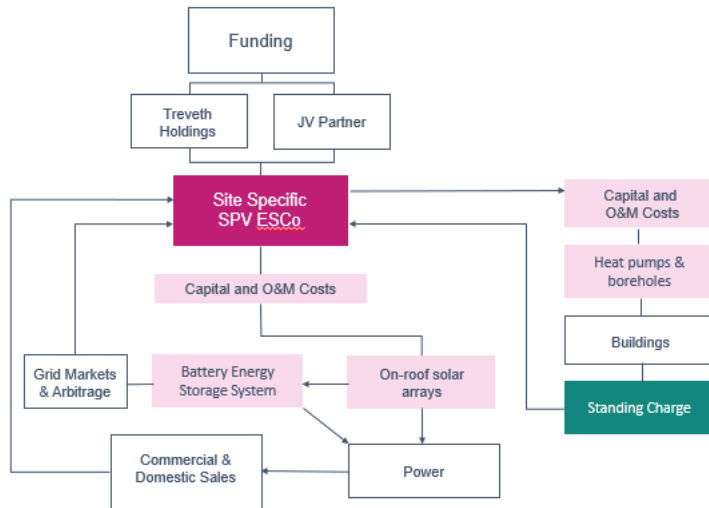 Funding
Treveth
Holdings
JV Partner
Site Specific
SPV ESCo
Capital and
O&M Costs
Capital and O&M Costs
Heat pumps &
boreholes
Buildings
Grid Markets
& Arbitrage
Battery Energy
Storage System
On-roof solar
arrays
Standing Charge
Commercial &
Domestic Sales
Power